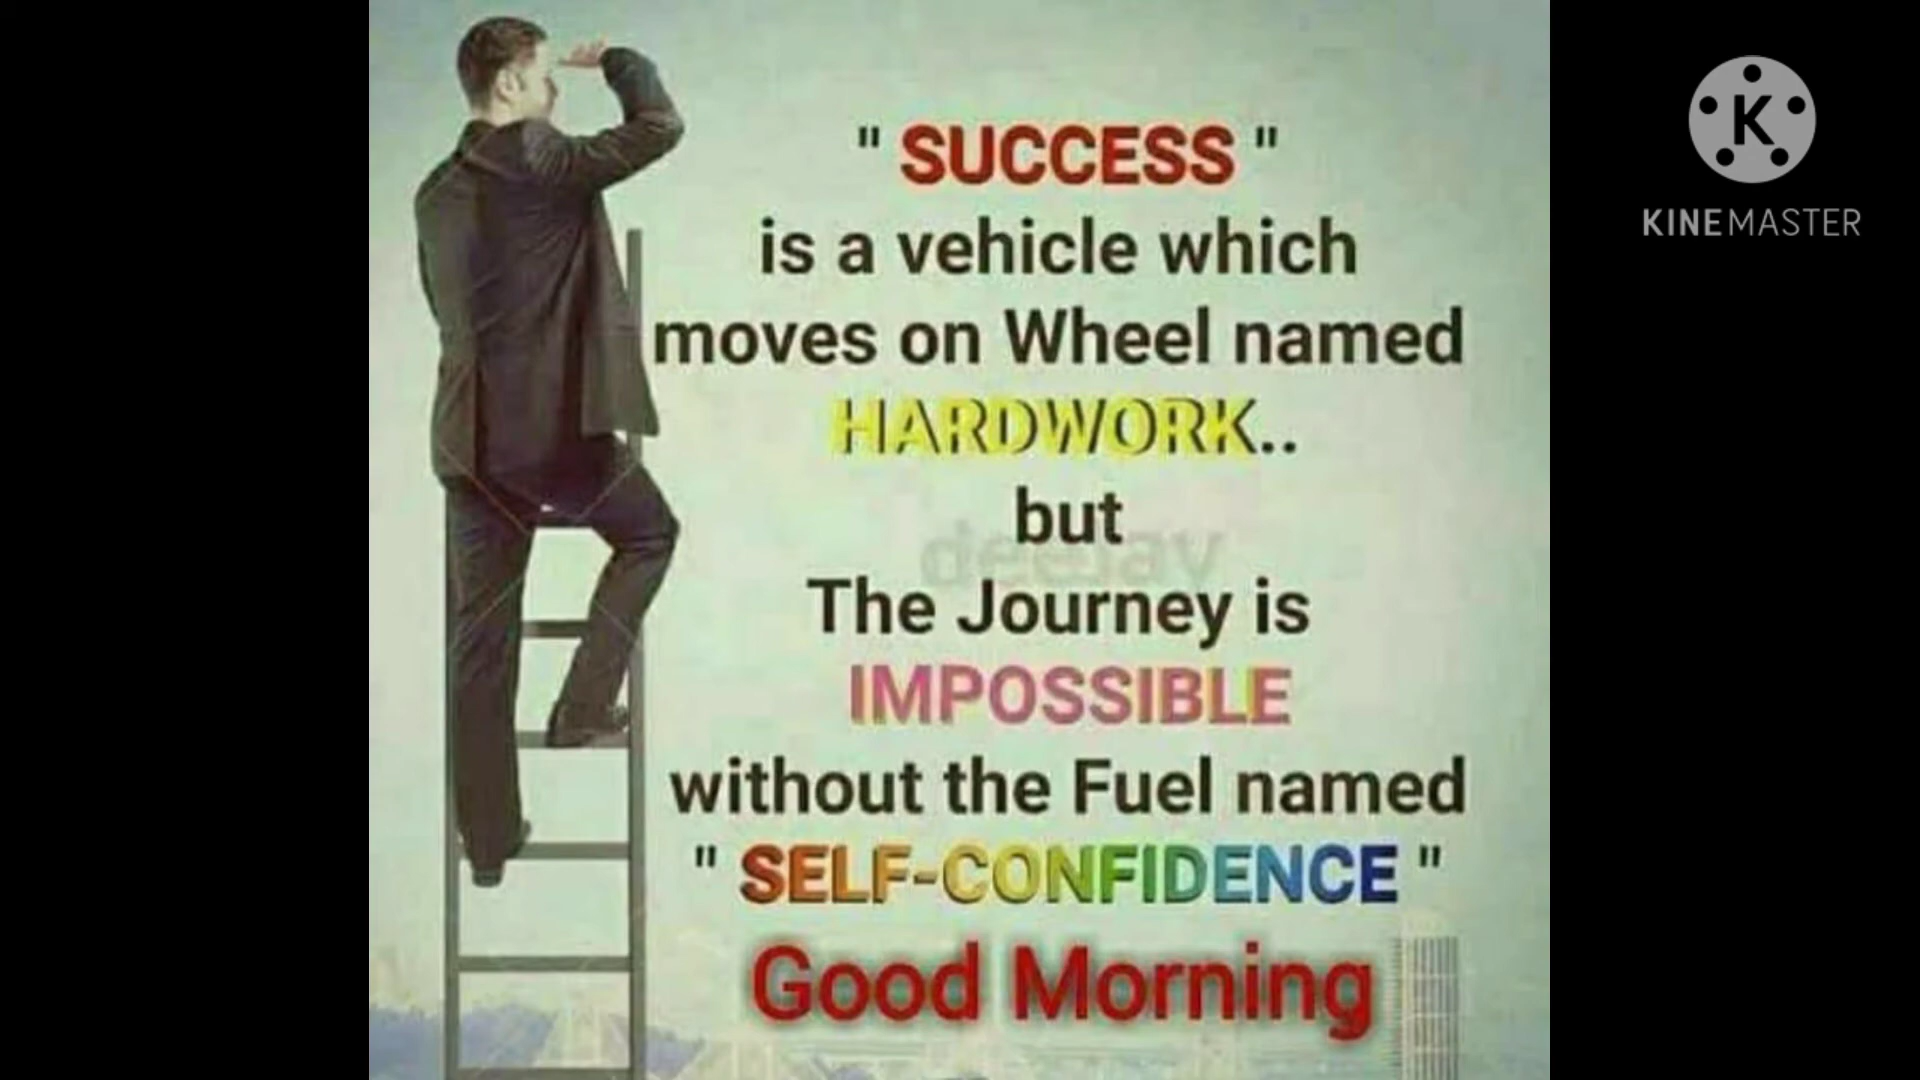 " SUCCESS "
is a vehicle which
moves on Wheel named
HARDWORK..
but
deejay
The Journey is
IMPOSSIBLE
without the Fuel named
" SELF-CONFIDENCE "
Good Morning
K
KINEMASTER